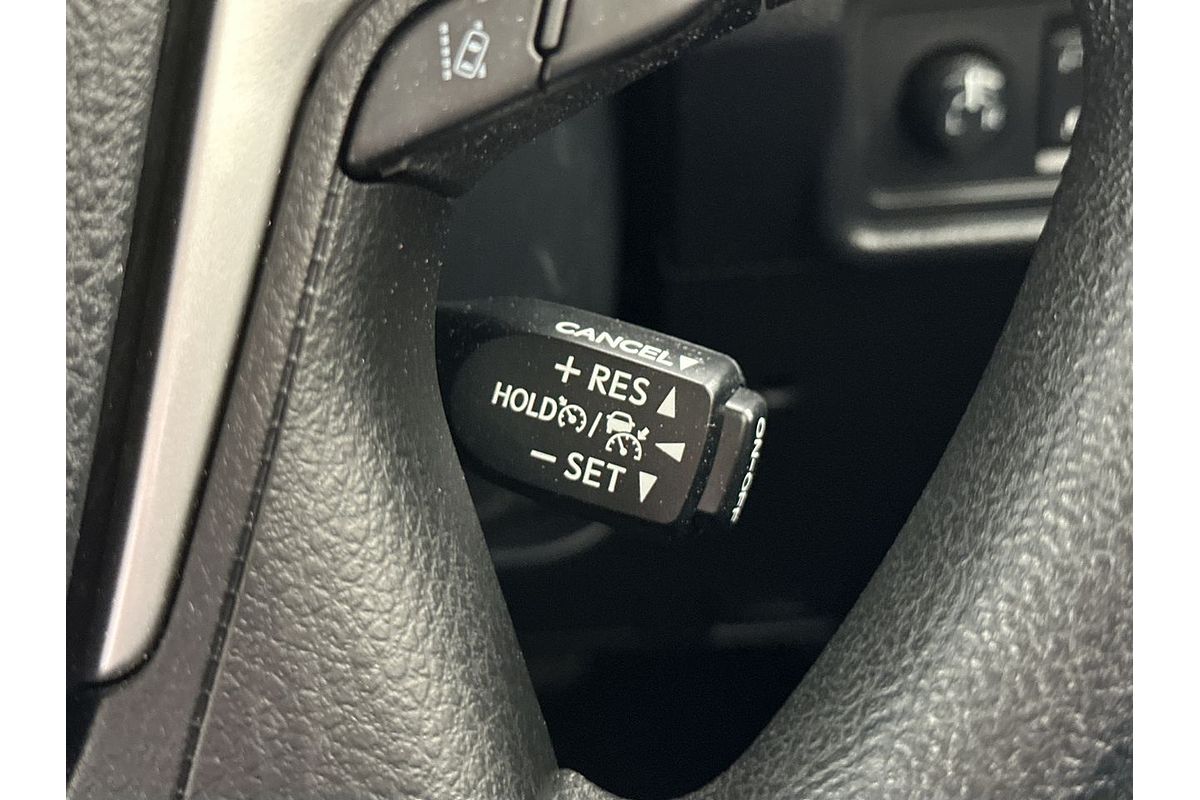 CANCEL▼
+ RES ▲
HOLD / ◀
− SET ▼
ON-OFF